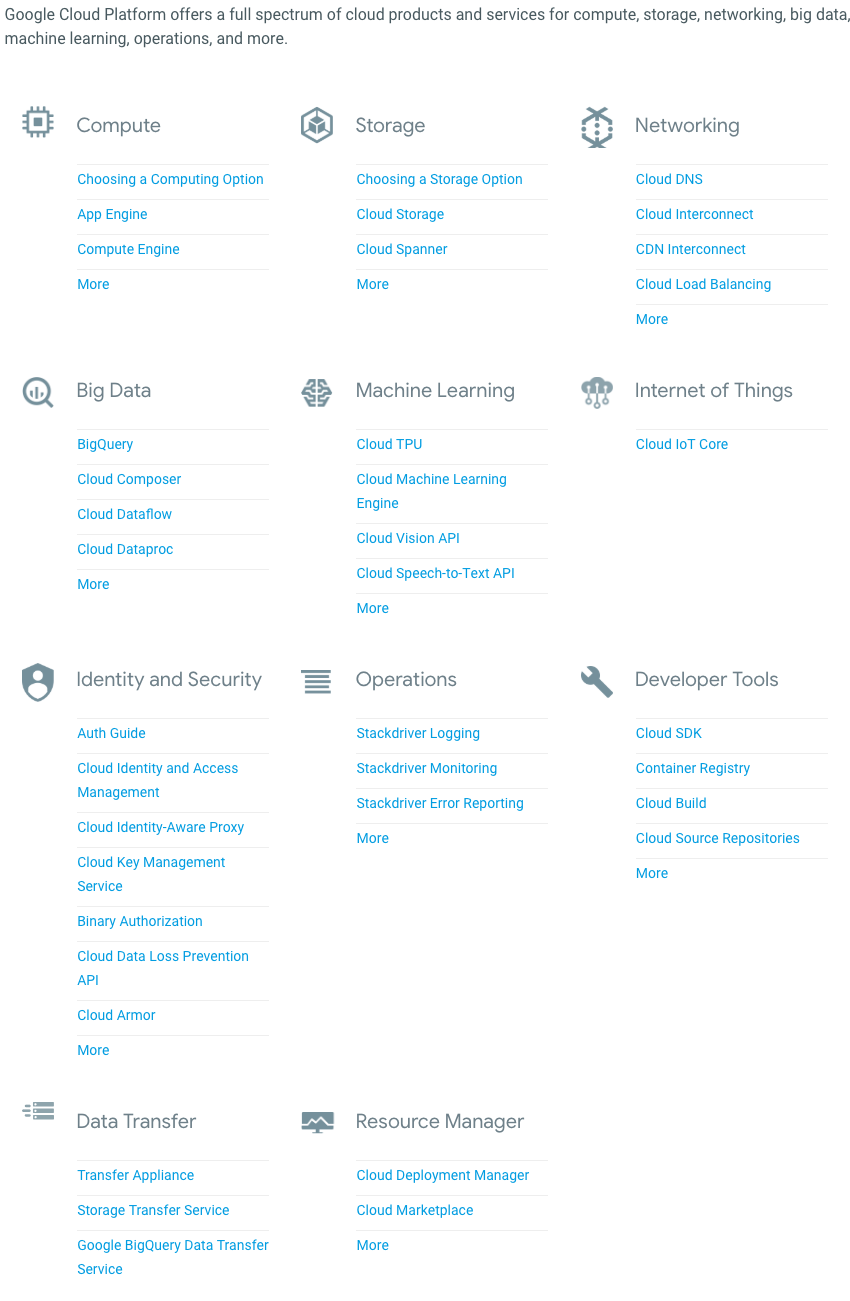 Google Cloud Platform offers a full spectrum of cloud products and services for compute, storage, networking, big data,
machine learning, operations, and more.
Compute
Choosing a Computing Option
App Engine
Compute Engine
More
Storage
Choosing a Storage Option
Cloud Storage
Cloud Spanner
More
Networking
Cloud DNS
Cloud Interconnect
CDN Interconnect
Cloud Load Balancing
More
Big Data
BigQuery
Cloud Composer
Cloud Dataflow
Cloud Dataproc
More
Machine Learning
Cloud TPU
Cloud Machine Learning
Engine
Cloud Vision API
Cloud Speech-to-Text API
More
Internet of Things
Cloud IoT Core
Identity and Security
Auth Guide
Cloud Identity and Access
Management
Cloud Identity-Aware Proxy
Cloud Key Management
Service
Binary Authorization
Cloud Data Loss Prevention
API
Cloud Armor
More
Operations
Stackdriver Logging
Stackdriver Monitoring
Stackdriver Error Reporting
More
Developer Tools
Cloud SDK
Container Registry
Cloud Build
Cloud Source Repositories
More
Data Transfer
Transfer Appliance
Storage Transfer Service
Google BigQuery Data Transfer
Service
Resource Manager
Cloud Deployment Manager
Cloud Marketplace
More